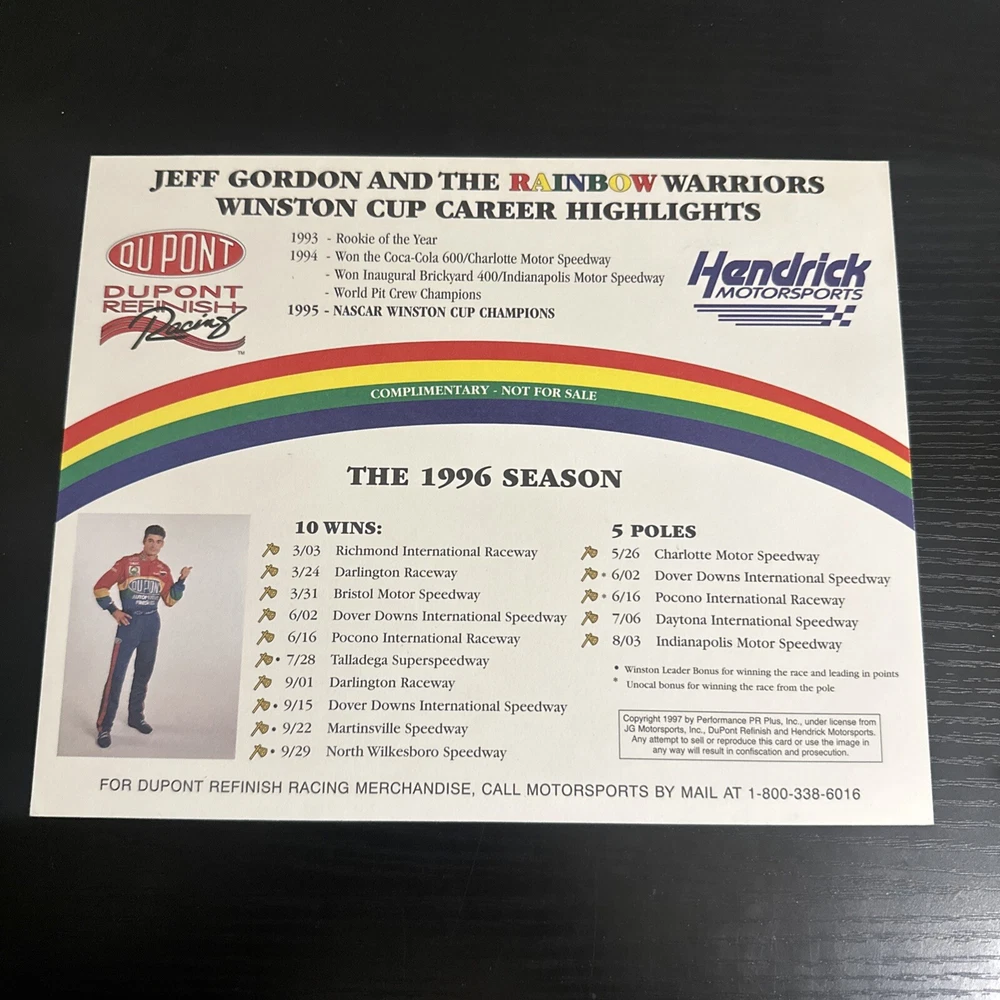 JEFF GORDON AND THE RAINBOW WARRIORS
WINSTON CUP CAREER HIGHLIGHTS
DU PONT
DUPONT
REFINISH
Racing
TM
1993 - Rookie of the Year
1994 - Won the Coca-Cola 600/Charlotte Motor Speedway
- Won Inaugural Brickyard 400/Indianapolis Motor Speedway
- World Pit Crew Champions
1995 - NASCAR WINSTON CUP CHAMPIONS
Hendrick
MOTORSPORTS
COMPLIMENTARY - NOT FOR SALE
THE 1996 SEASON
DUPONT
AUTOMOTIVE
FINISHES
10 WINS:
3/03 Richmond International Raceway
3/24 Darlington Raceway
3/31 Bristol Motor Speedway
6/02 Dover Downs International Speedway
6/16 Pocono International Raceway
• 7/28 Talladega Superspeedway
9/01 Darlington Raceway
• 9/15 Dover Downs International Speedway
• 9/22 Martinsville Speedway
• 9/29 North Wilkesboro Speedway
5 POLES
5/26 Charlotte Motor Speedway
* 6/02 Dover Downs International Speedway
* 6/16 Pocono International Raceway
7/06 Daytona International Speedway
8/03 Indianapolis Motor Speedway
• Winston Leader Bonus for winning the race and leading in points
* Unocal bonus for winning the race from the pole
Copyright 1997 by Performance PR Plus, Inc., under license from
JG Motorsports, Inc., DuPont Refinish and Hendrick Motorsports.
Any attempt to sell or reproduce this card or use the image in
any way will result in confiscation and prosecution.
FOR DUPONT REFINISH RACING MERCHANDISE, CALL MOTORSPORTS BY MAIL AT 1-800-338-6016